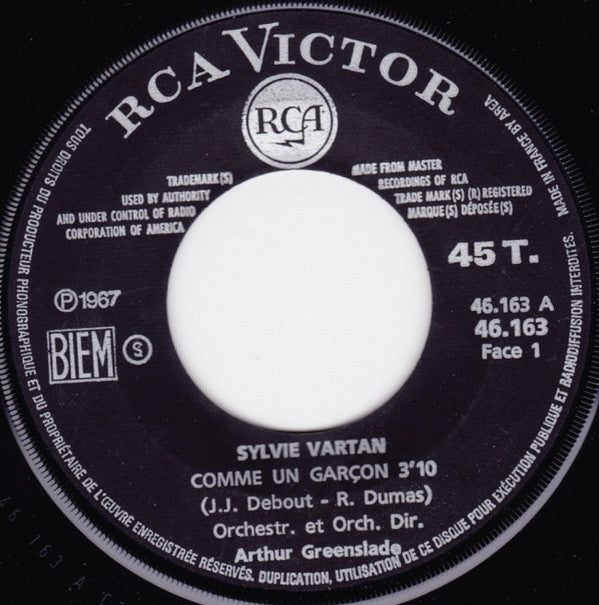 RCA VICTOR
RCA
TRADEMARK(S)
USED BY AUTHORITY
AND UNDER CONTROL OF RADIO
CORPORATION OF AMERICA
MADE FROM MASTER
RECORDINGS OF RCA
TRADE MARK(S) (R) REGISTERED
MARQUE(S) DÉPOSÉE(S)
45 T.
Ⓟ1967
BIEM
S
46.163 A
46.163
Face 1
SYLVIE VARTAN
COMME UN GARÇON 3'10
(J.J. Debout - R. Dumas)
Orchestr. et Orch. Dir.
Arthur Greenslade
TOUS DROITS DU PRODUCTEUR PHONOGRAPHIQUE ET DU PROPRIÉTAIRE DE L'ŒUVRE ENREGISTRÉE RÉSERVÉS. DUPLICATION, UTILISATION DE CE DISQUE POUR EXÉCUTION PUBLIQUE ET RADIODIFFUSION INTERDITES.
MADE IN FRANCE BY AREA
46 163 A